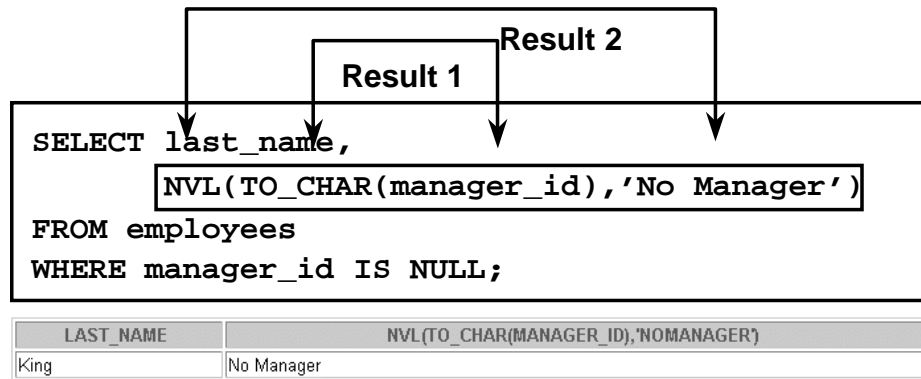 Result 2
Result 1
SELECT last_name,
NVL(TO_CHAR(manager_id),'No Manager')
FROM employees
WHERE manager_id IS NULL;
LAST_NAME NVL(TO_CHAR(MANAGER_ID),'NOMANAGER')
King No Manager